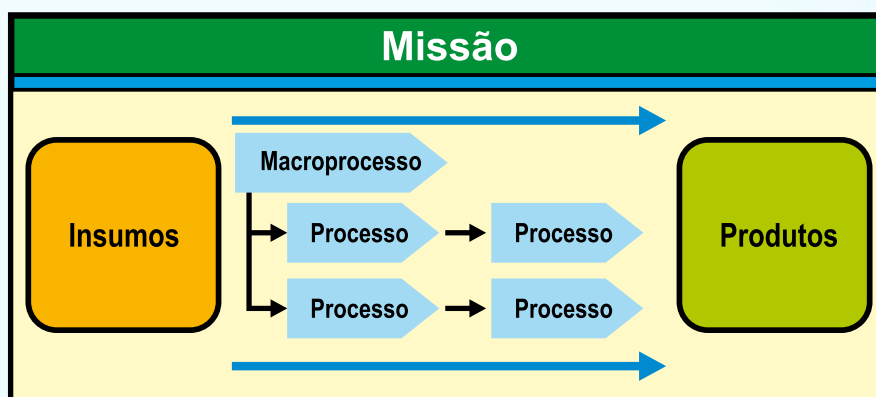 Missão
Macroprocesso
Insumos
Processo
Processo
Produtos
Processo
Processo